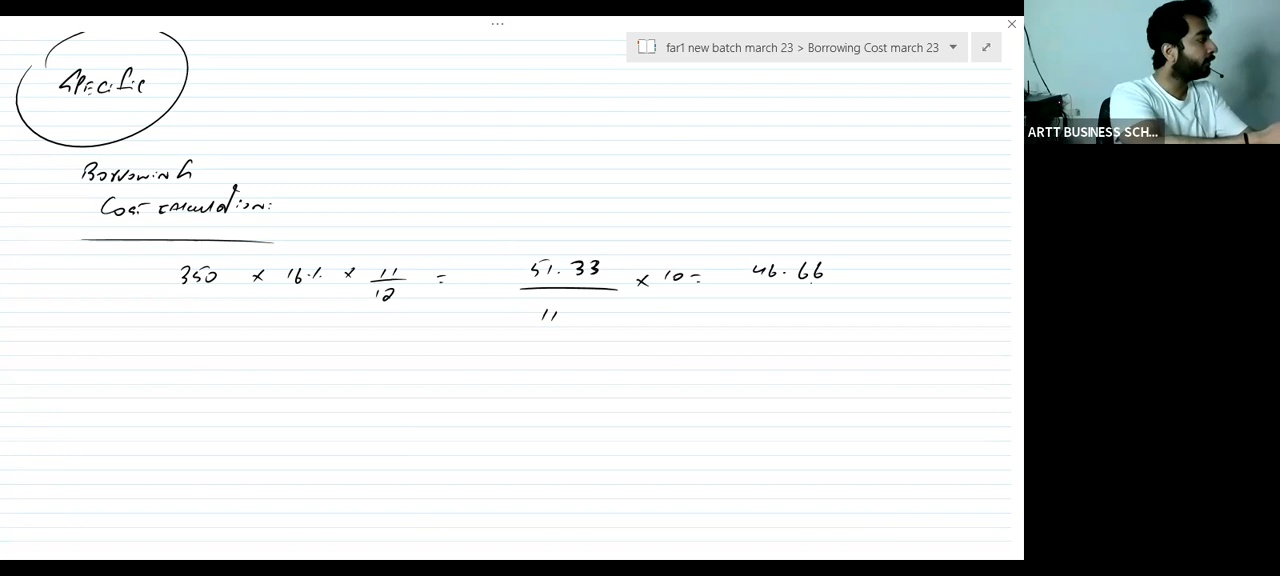 ...
far1 new batch march 23 > Borrowing Cost march 23
ARTT BUSINESS SCH...
Specific
Borrowing
Cost calculation:
350 × 16% × 11/12 = 51.33/11 × 10 = 46.66